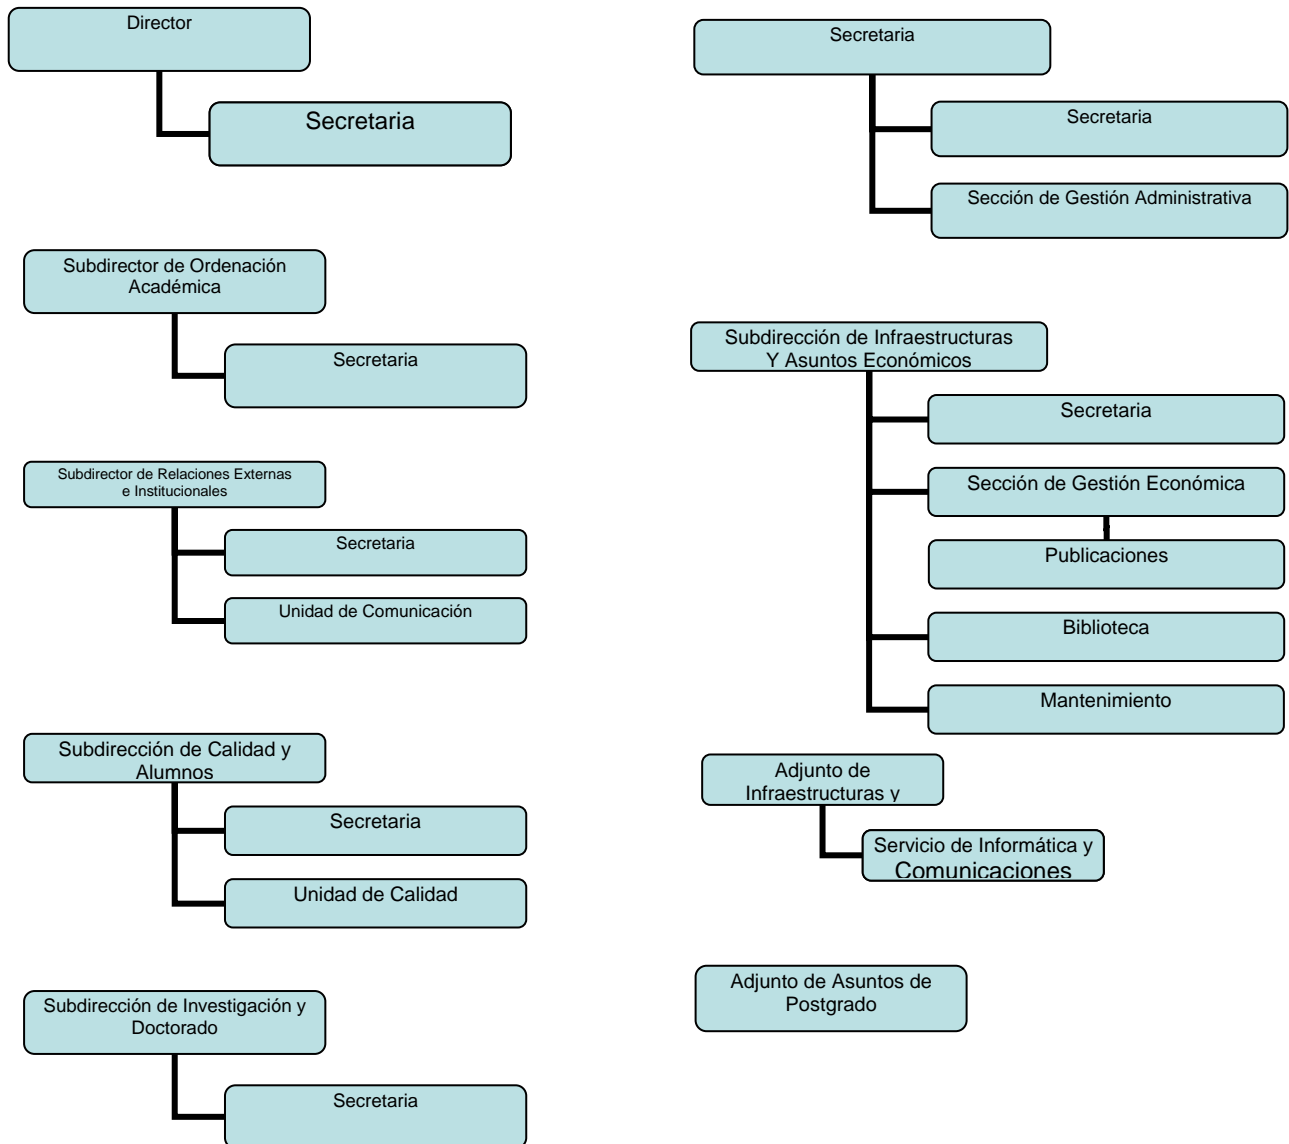 Director
Secretaria
Subdirector de Ordenación
Académica
Secretaria
Subdirector de Relaciones Externas
e Institucionales
Secretaria
Unidad de Comunicación
Subdirección de Calidad y
Alumnos
Secretaria
Unidad de Calidad
Subdirección de Investigación y
Doctorado
Secretaria
Secretaria
Secretaria
Sección de Gestión Administrativa
Subdirección de Infraestructuras
Y Asuntos Económicos
Secretaria
Sección de Gestión Económica
Publicaciones
Biblioteca
Mantenimiento
Adjunto de
Infraestructuras y
Servicio de Informática y
Comunicaciones
Adjunto de Asuntos de
Postgrado